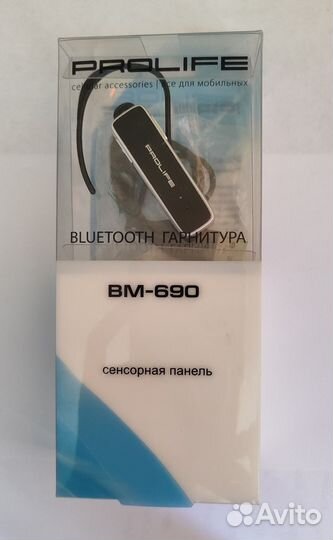 PROLIFE
cellular accessories | все для мобильных
PROLIFE
BLUETOOTH ГАРНИТУРА
BM-690
сенсорная панель
Avito